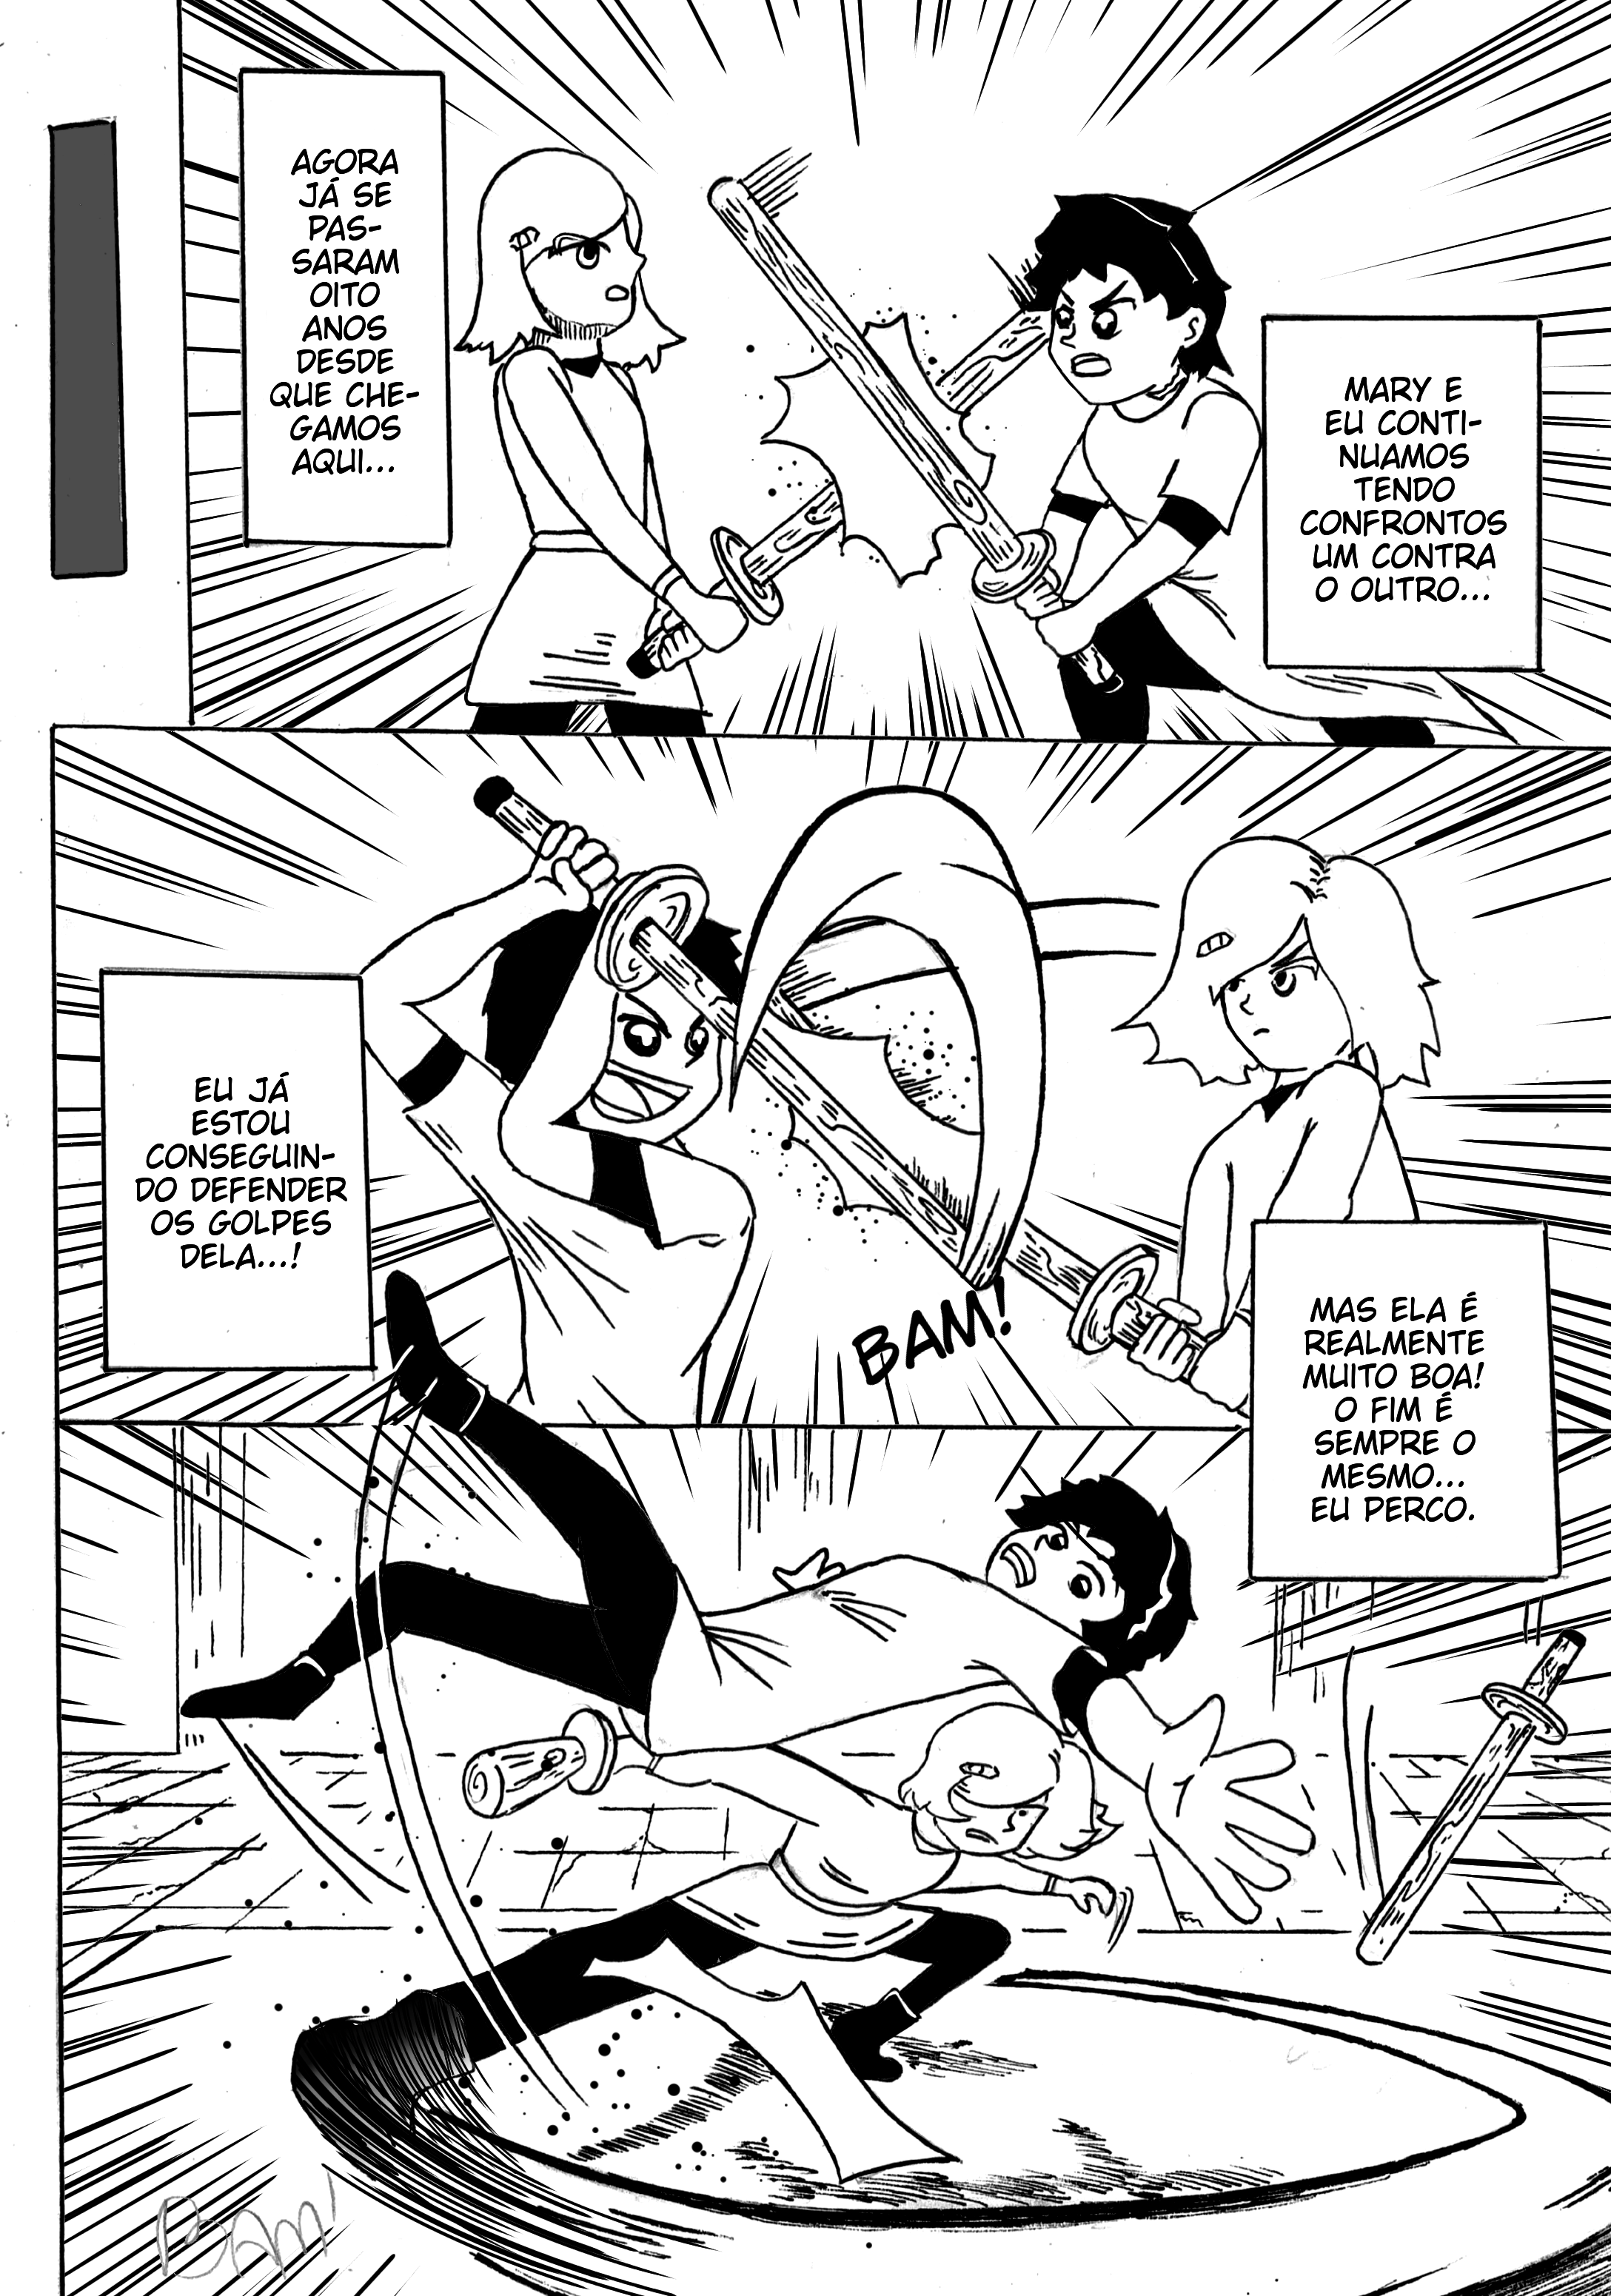 AGORA
JÁ SE
PAS-
SARAM
OITO
ANOS
DESDE
QUE CHE-
GAMOS
AQUI...
MARY E
EU CONTI-
NUAMOS
TENDO
CONFRONTOS
UM CONTRA
O OUTRO...
EU JÁ
ESTOU
CONSEGUIN-
DO DEFENDER
OS GOLPES
DELA...!
BAM!
MAS ELA É
REALMENTE
MUITO BOA!
O FIM É
SEMPRE O
MESMO...
EU PERCO.
BAM!